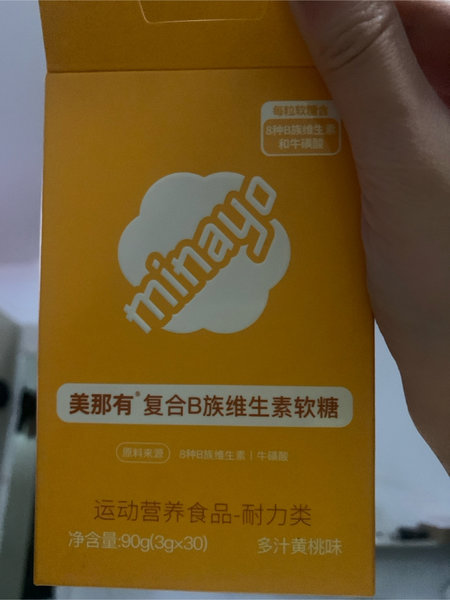 每粒软糖含
8种B族维生素
和牛磺酸
minayo
美那有®复合B族维生素软糖
原料来源 8种B族维生素|牛磺酸
运动营养食品-耐力类
净含量:90g(3g×30) 多汁黄桃味